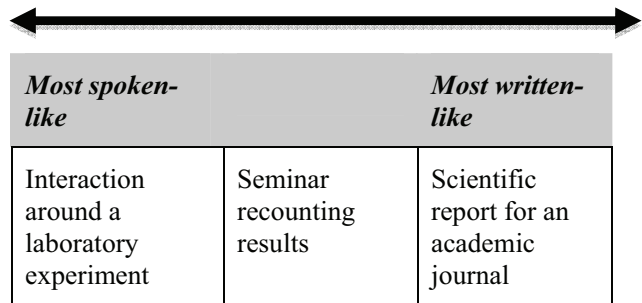 Most spoken-
like
Most written-
like
Interaction
around a
laboratory
experiment
Seminar
recounting
results
Scientific
report for an
academic
journal